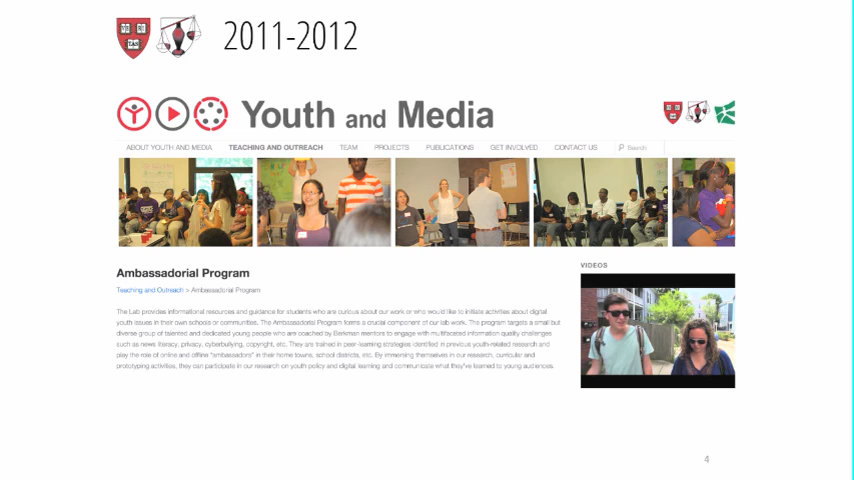 2011-2012
Youth and Media
ABOUT YOUTH AND MEDIA TEACHING AND OUTREACH TEAM PROJECTS PUBLICATIONS GET INVOLVED CONTACT US Search
Ambassadorial Program
Teaching and Outreach > Ambassadorial Program
The Lab provides informational resources and guidance for students who are curious about our work or who would like to initiate activities about digital
youth issues in their own schools or communities. The Ambassadorial Program forms a crucial component of our lab work. The program targets a small but
diverse group of talented and dedicated young people who are coached by Berkman mentors to engage with multifaceted information quality challenges
such as news literacy, privacy, cyberbullying, copyright, etc. They are trained in peer-learning strategies identified in previous youth-related research and
play the role of online and offline "ambassadors" in their home towns, school districts, etc. By immersing themselves in our research, curricular and
prototyping activities, they can participate in our research on youth policy and digital learning and communicate what they've learned to young audiences.
VIDEOS
4